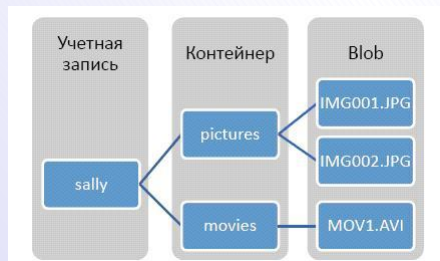 Учетная
запись
Контейнер
Blob
sally
pictures
movies
IMG001.JPG
IMG002.JPG
MOV1.AVI